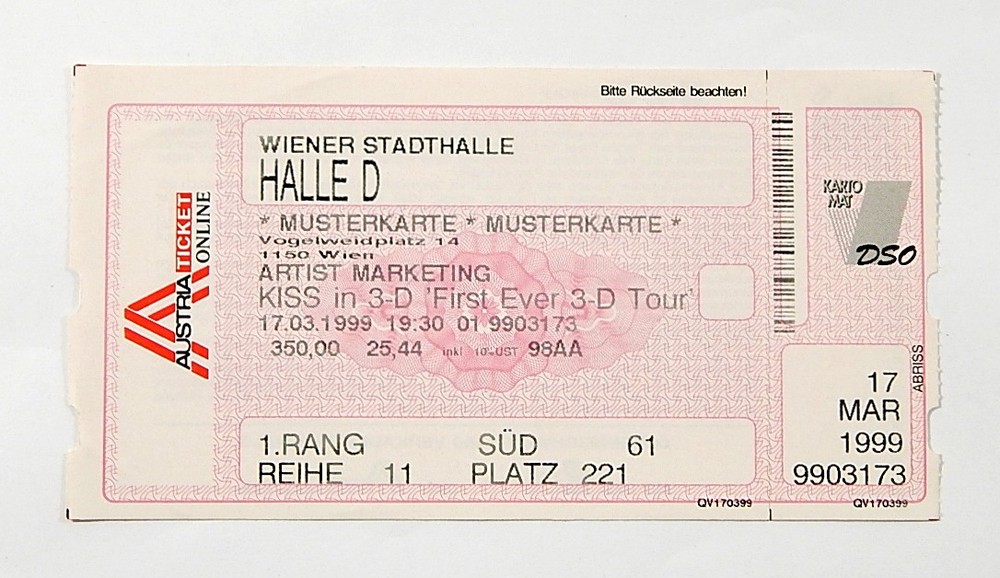 Bitte Rückseite beachten!
WIENER STADTHALLE
HALLE D
* MUSTERKARTE * MUSTERKARTE *
Vogelweidplatz 14
1150 Wien
ARTIST MARKETING
KISS in 3-D 'First Ever 3-D Tour'
17.03.1999 19:30 01 9903173
350,00 25,44 inkl 10%UST 98AA
1.RANG SÜD 61
REIHE 11 PLATZ 221
QV170399
AUSTRIA TICKET ONLINE
KARTO
MAT
DSO
ABRISS
17
MAR
1999
9903173
QV170399